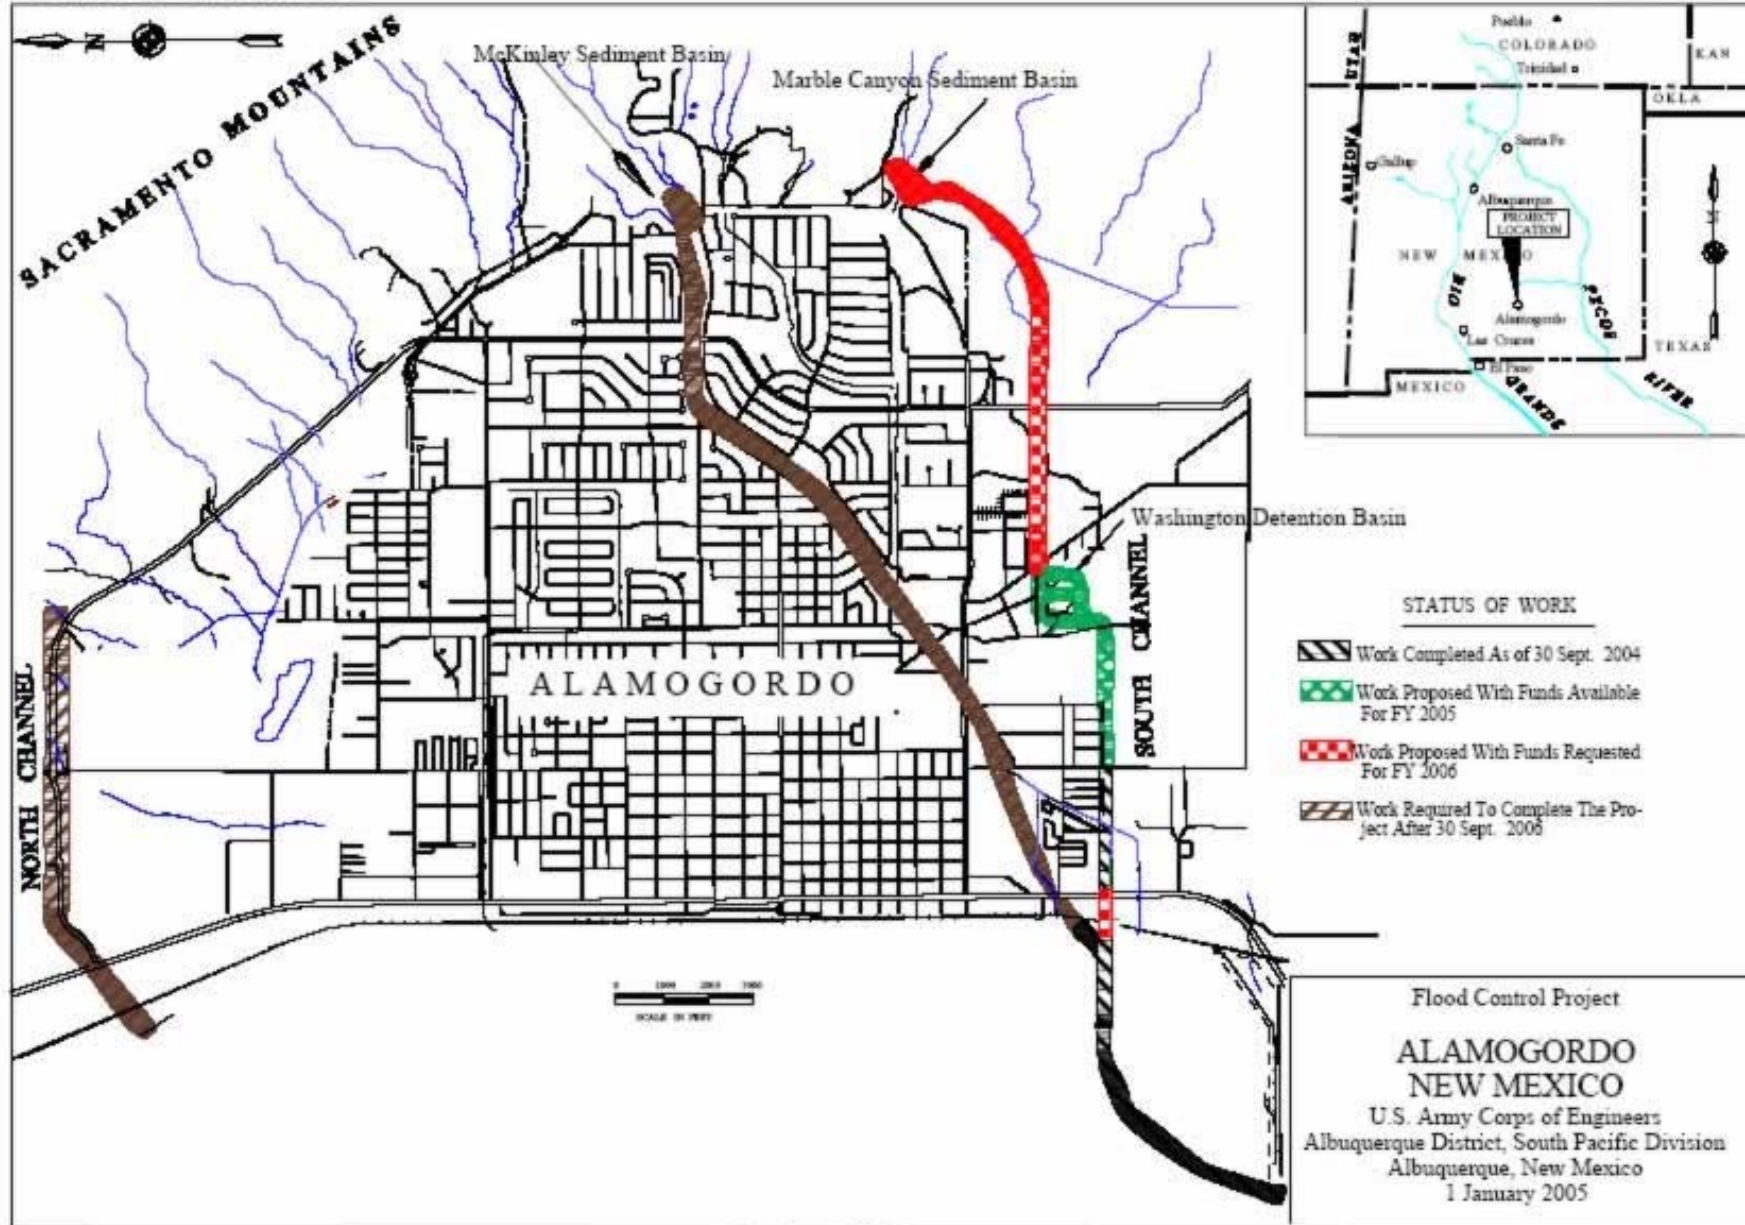 N
SACRAMENTO MOUNTAINS
McKinley Sediment Basin
Marble Canyon Sediment Basin
Pueblo
COLORADO
KAN
UTAH
Trinidad
OKLA
ARIZONA
Santa Fe
Gallup
Albuquerque
PROJECT
LOCATION
NEW MEXICO
N
RIO
PECOS
Alamogordo
Las Cruces
TEXAS
El Paso
MEXICO
GRANDE
RIVER
Washington Detention Basin
SOUTH CHANNEL
NORTH CHANNEL
ALAMOGORDO
STATUS OF WORK
Work Completed As of 30 Sept. 2004
Work Proposed With Funds Available
For FY 2005
Work Proposed With Funds Requested
For FY 2006
Work Required To Complete The Pro-
ject After 30 Sept. 2006
0 1000 2000 3000
SCALE IN FEET
Flood Control Project
ALAMOGORDO
NEW MEXICO
U.S. Army Corps of Engineers
Albuquerque District, South Pacific Division
Albuquerque, New Mexico
1 January 2005